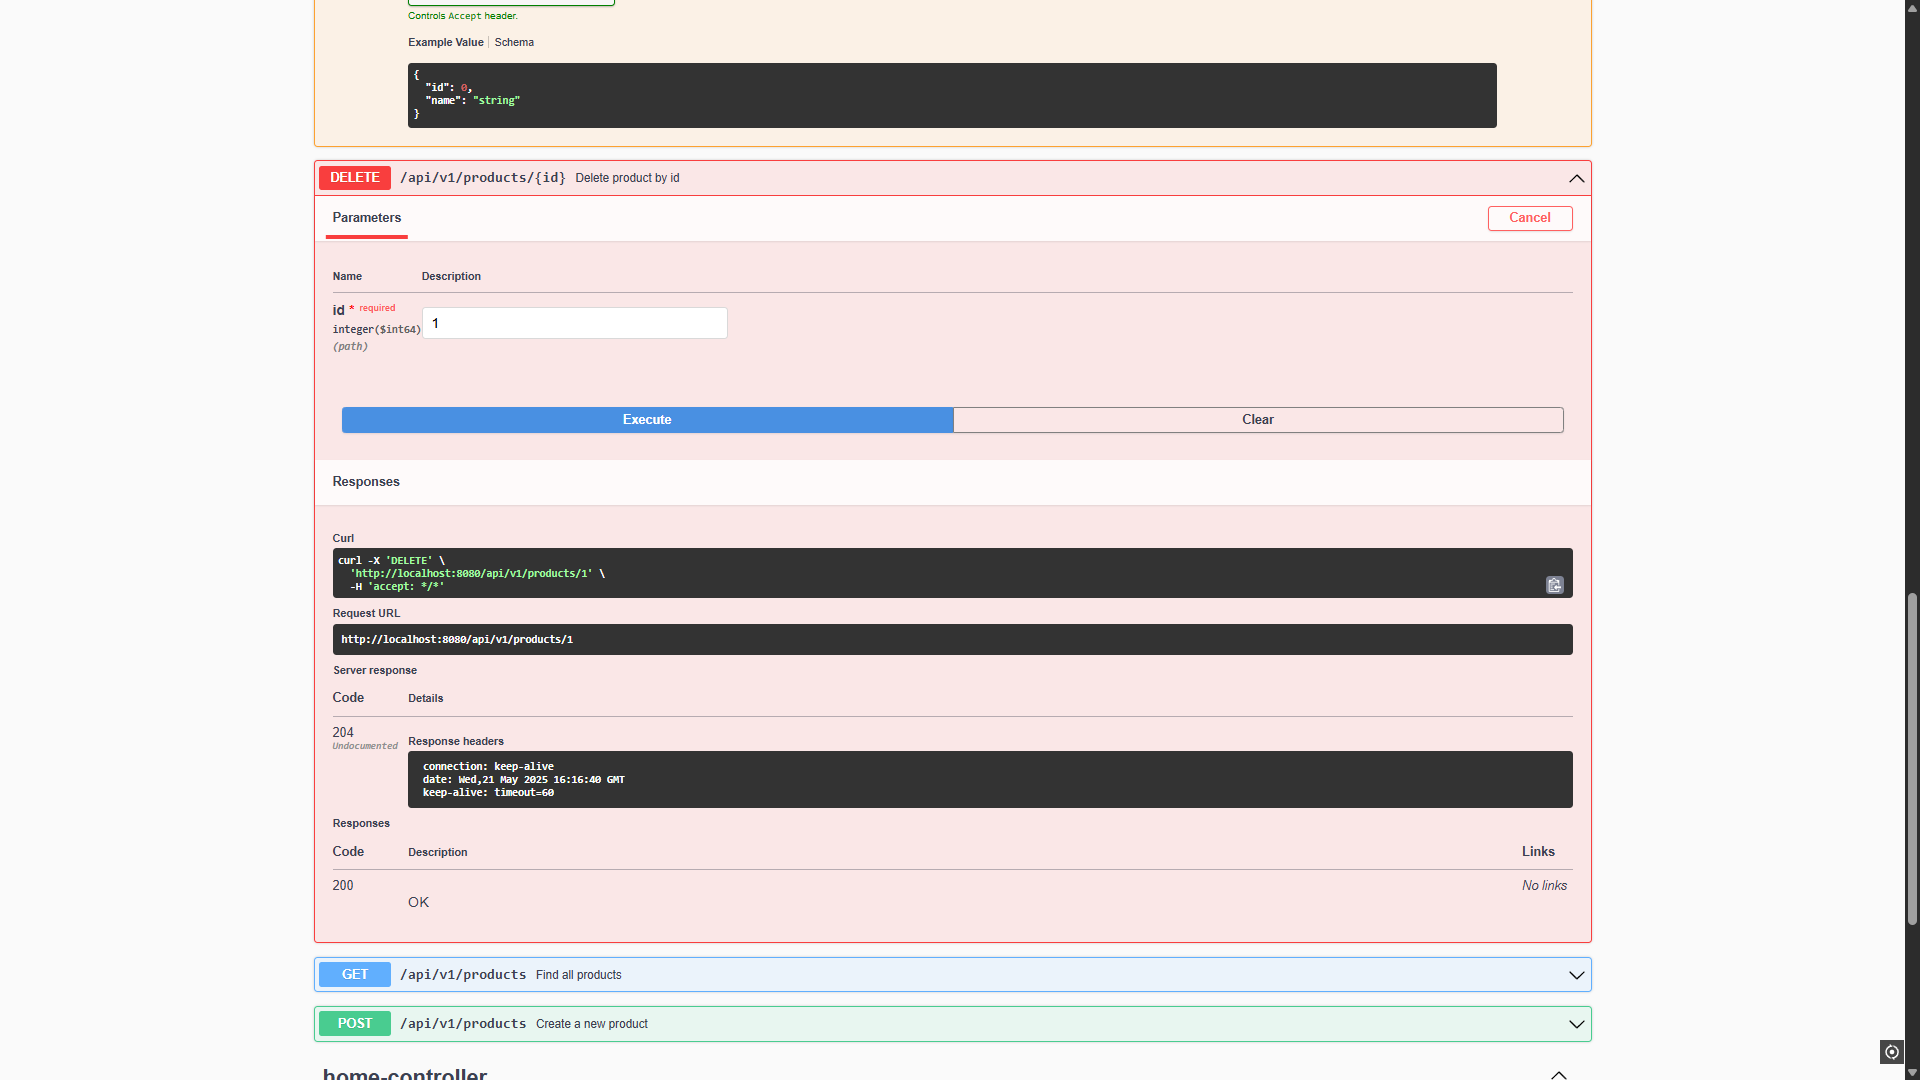 Controls Accept header.
Example Value Schema
{
  "id": 0,
  "name": "string"
}
DELETE /api/v1/products/{id} Delete product by id
Parameters Cancel
Name Description
id * required
integer($int64)
(path)
1
Execute Clear
Responses
Curl
curl -X 'DELETE' \
  'http://localhost:8080/api/v1/products/1' \
  -H 'accept: */*'
Request URL
http://localhost:8080/api/v1/products/1
Server response
Code Details
204
Undocumented
Response headers
connection: keep-alive
date: Wed,21 May 2025 16:16:40 GMT
keep-alive: timeout=60
Responses
Code Description Links
200 No links
OK
GET /api/v1/products Find all products
POST /api/v1/products Create a new product
home-controller